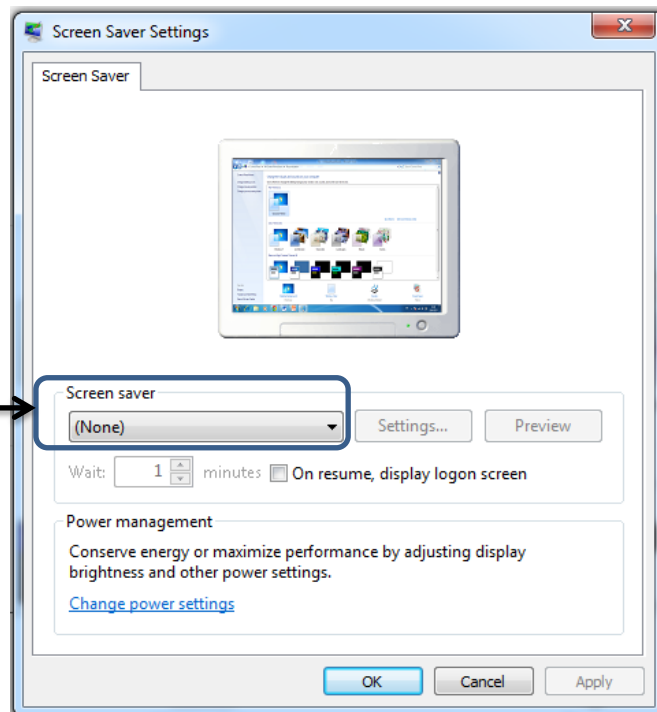 Screen Saver Settings
Screen Saver
Screen saver
(None)
Settings...
Preview
Wait: 1 minutes On resume, display logon screen
Power management
Conserve energy or maximize performance by adjusting display
brightness and other power settings.
Change power settings
OK Cancel Apply